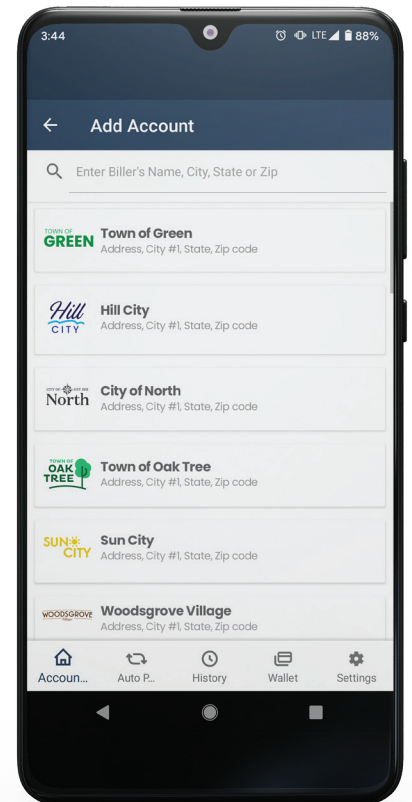 3:44
LTE 88%
Add Account
Enter Biller's Name, City, State or Zip
TOWN OF
GREEN
Town of Green
Address, City #1, State, Zip code
Hill
CITY
Hill City
Address, City #1, State, Zip code
North
City of North
Address, City #1, State, Zip code
TOWN OF
OAK
TREE
Town of Oak Tree
Address, City #1, State, Zip code
SUN
CITY
Sun City
Address, City #1, State, Zip code
WOODSGROVE
Woodsgrove Village
Address, City #1, State, Zip code
Accoun...
Auto P...
History
Wallet
Settings